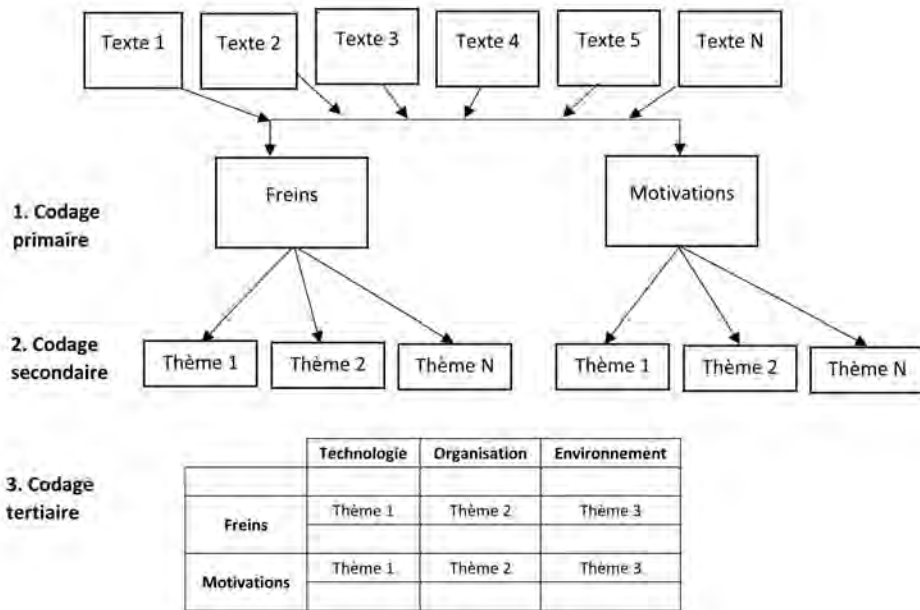 Texte 1
Texte 2
Texte 3
Texte 4
Texte 5
Texte N
1. Codage
primaire
Freins
Motivations
2. Codage
secondaire
Thème 1
Thème 2
Thème N
Thème 1
Thème 2
Thème N
3. Codage
tertiaire
Technologie Organisation Environnement
Freins
Thème 1 Thème 2 Thème 3
Motivations
Thème 1 Thème 2 Thème 3